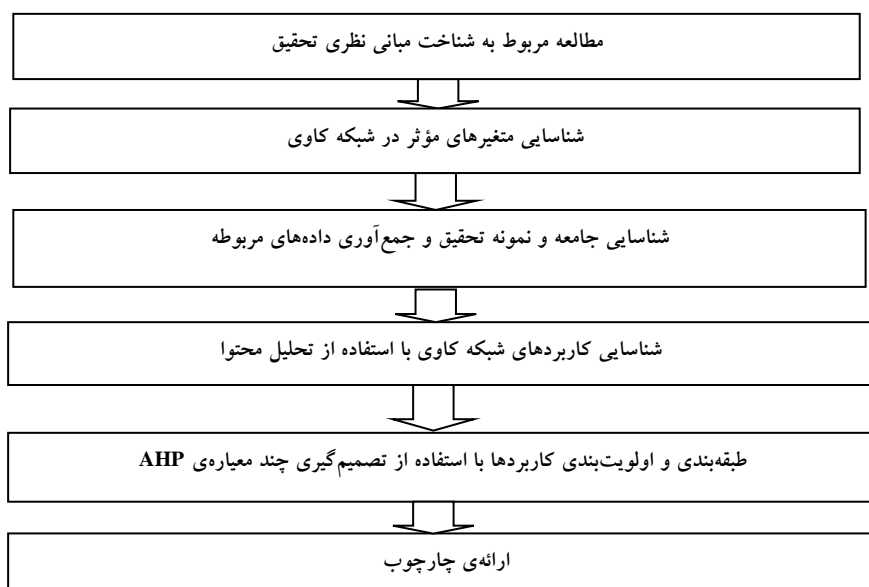 مطالعه مربوط به شناخت مبانی نظری تحقیق
شناسایی متغیرهای مؤثر در شبکه کاوی
شناسایی جامعه و نمونه تحقیق و جمع‌آوری داده‌های مربوطه
شناسایی کاربردهای شبکه کاوی با استفاده از تحلیل محتوا
طبقه‌بندی و اولویت‌بندی کاربردها با استفاده از تصمیم‌گیری چند معیاره‌ی AHP
ارائه‌ی چارچوب